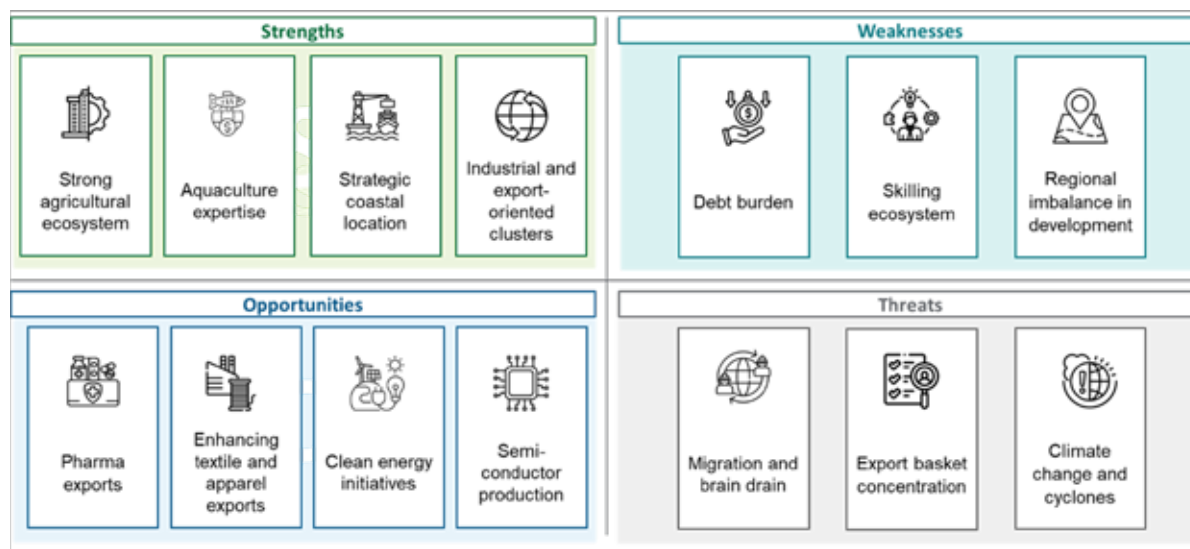 Strengths
Strong
agricultural
ecosystem
Aquaculture
expertise
Strategic
coastal
location
Industrial and
export-
oriented
clusters
Weaknesses
Debt burden
Skilling
ecosystem
Regional
imbalance in
development
Opportunities
Pharma
exports
Enhancing
textile and
apparel
exports
Clean energy
initiatives
Semi-
conductor
production
Threats
Migration and
brain drain
Export basket
concentration
Climate
change and
cyclones